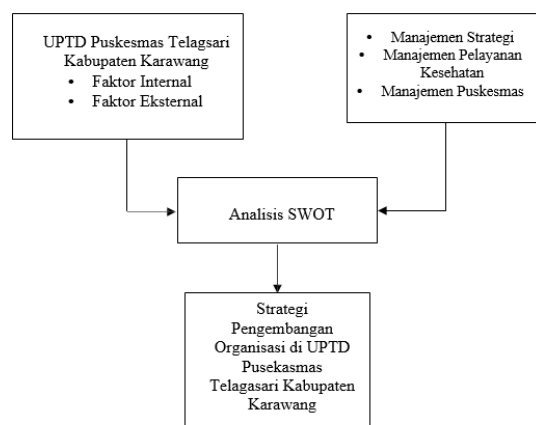 UPTD Puskesmas Telagsari
Kabupaten Karawang
• Faktor Internal
• Faktor Eksternal
• Manajemen Strategi
• Manajemen Pelayanan
Kesehatan
• Manajemen Puskesmas
Analisis SWOT
Strategi
Pengembangan
Organisasi di UPTD
Pusekasmas
Telagasari Kabupaten
Karawang